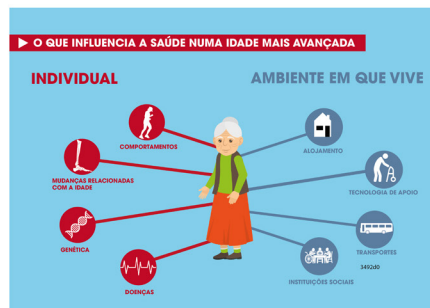 O QUE INFLUENCIA A SAÚDE NUMA IDADE MAIS AVANÇADA
INDIVIDUAL
AMBIENTE EM QUE VIVE
COMPORTAMENTOS
ALOJAMENTO
MUDANÇAS RELACIONADAS
COM A IDADE
TECNOLOGIA DE APOIO
GENÉTICA
TRANSPORTES
3492d0
DOENÇAS
INSTITUIÇÕES SOCIAIS